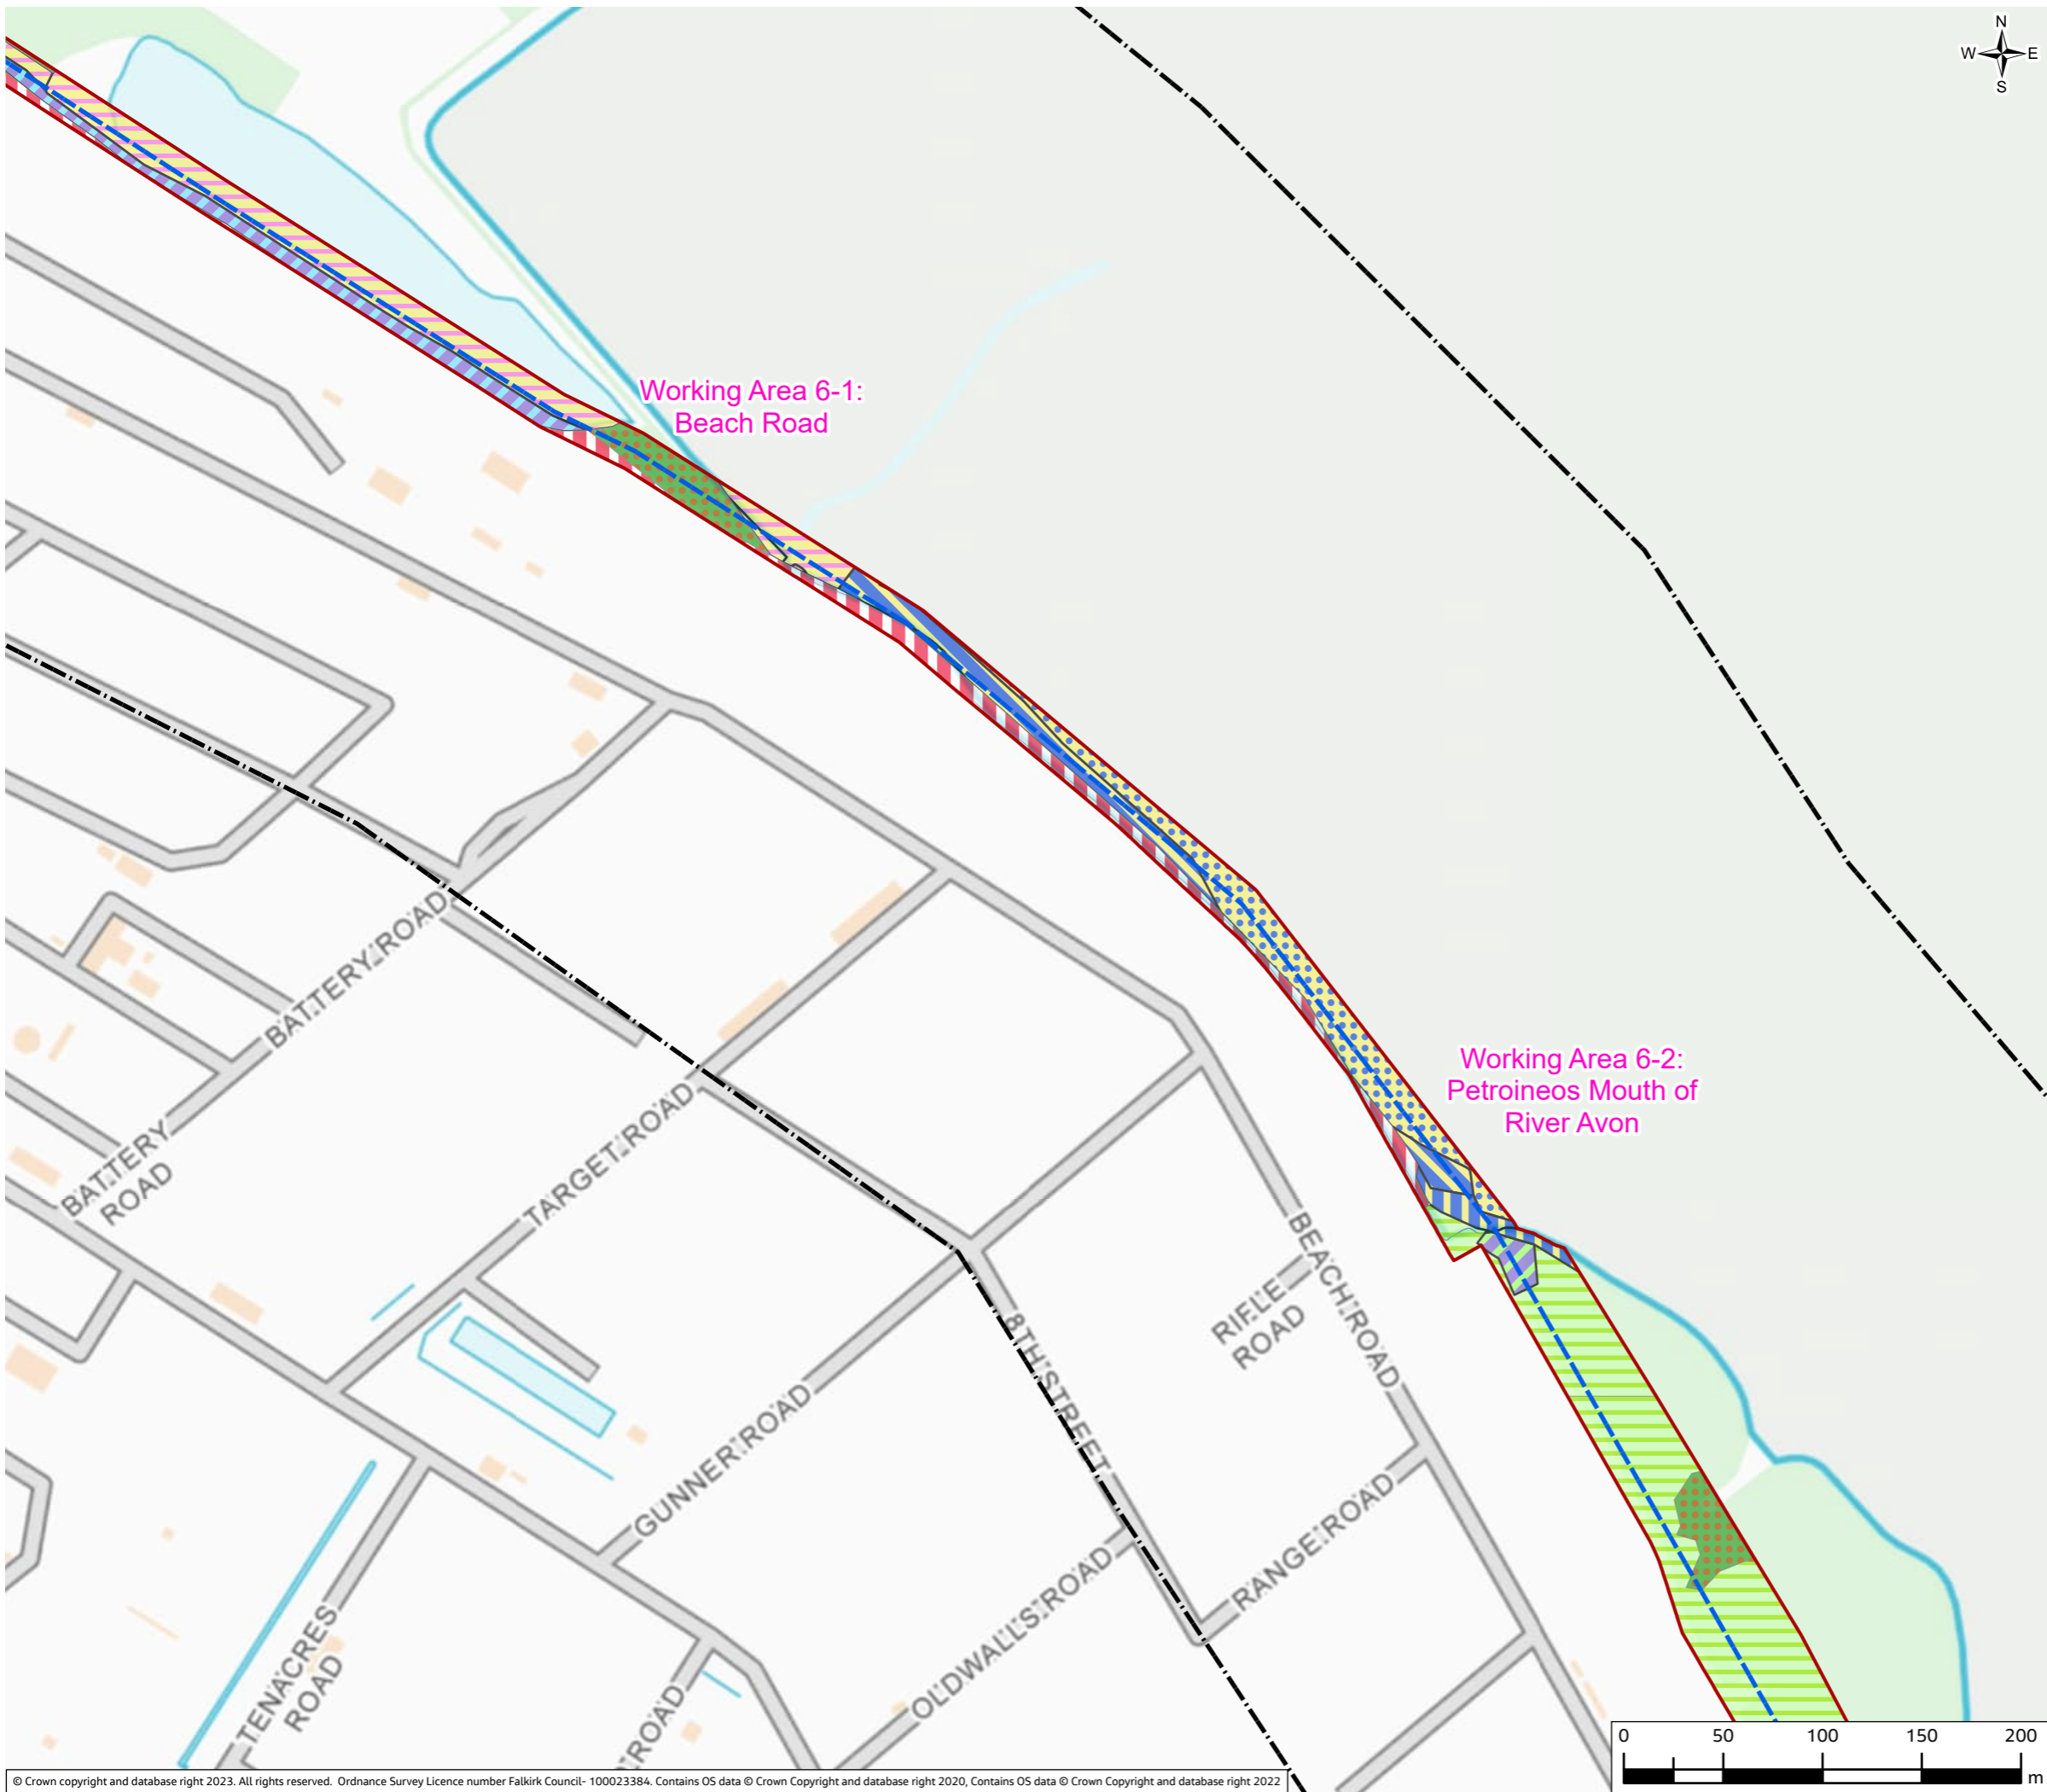 N
W E
S
Working Area 6-1:
Beach Road
BATTERY ROAD
BATTERY
ROAD
TARGET ROAD
Working Area 6-2:
Petroineos Mouth of
River Avon
BEACH ROAD
RIFLE
ROAD
8TH STREET
GUNNER ROAD
RANGE ROAD
OLDWALLS ROAD
TENACRES
ROAD
ROAD
0 50 100 150 200
m
© Crown copyright and database right 2023. All rights reserved. Ordnance Survey Licence number Falkirk Council- 100023384. Contains OS data © Crown Copyright and database right 2020, Contains OS data © Crown Copyright and database right 2022